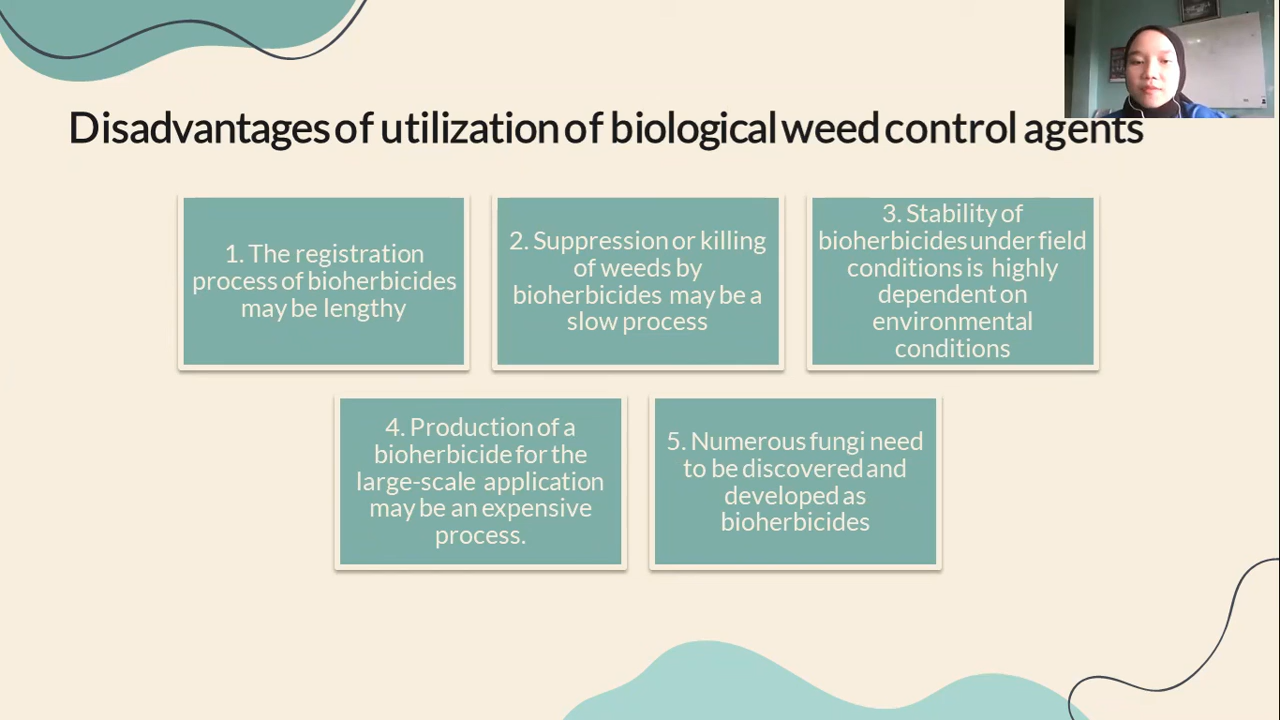 Disadvantages of utilization of biological weed control agents
1. The registration
process of bioherbicides
may be lengthy
2. Suppression or killing
of weeds by
bioherbicides may be a
slow process
3. Stability of
bioherbicides under field
conditions is highly
dependent on
environmental
conditions
4. Production of a
bioherbicide for the
large-scale application
may be an expensive
process.
5. Numerous fungi need
to be discovered and
developed as
bioherbicides